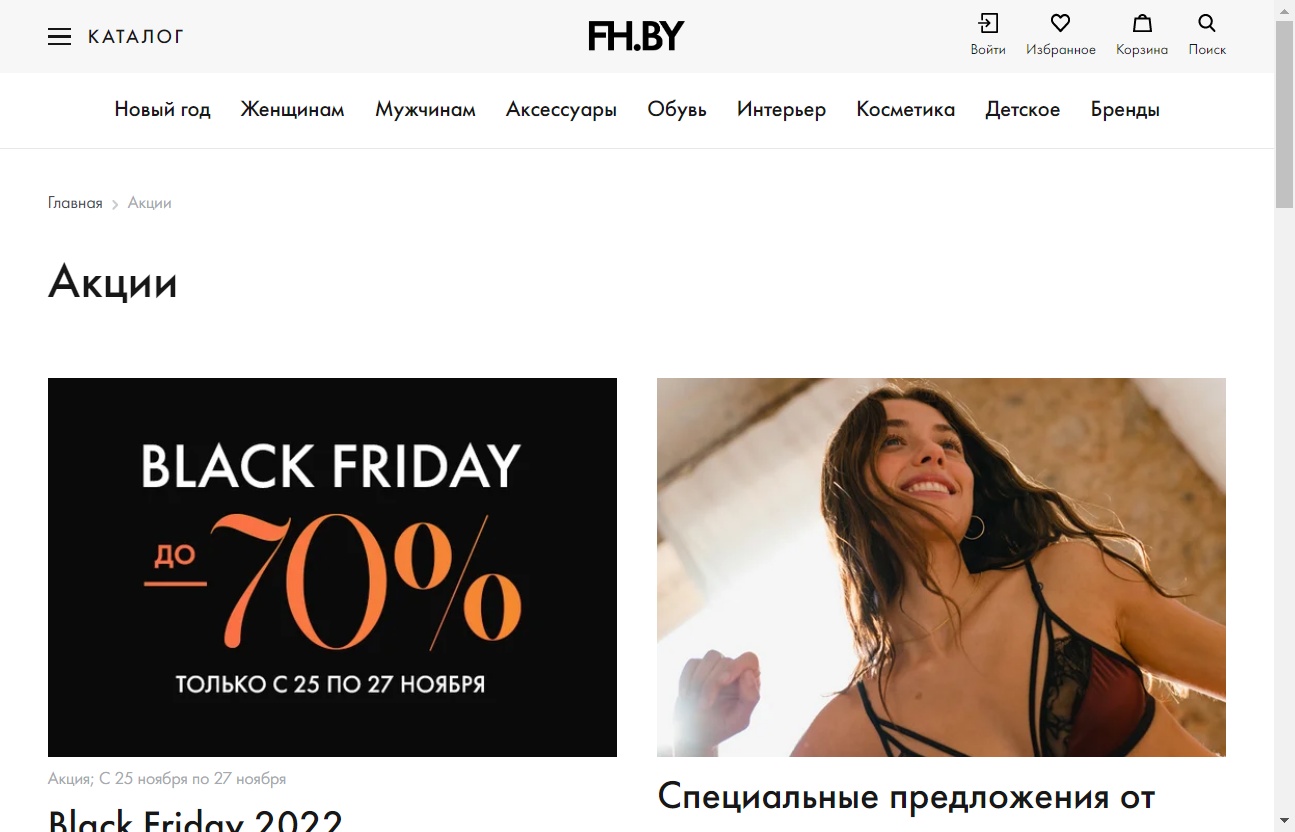 КАТАЛОГ
FH.BY
Войти
Избранное
Корзина
Поиск
Новый год
Женщинам
Мужчинам
Аксессуары
Обувь
Интерьер
Косметика
Детское
Бренды
Главная
Акции
Акции
BLACK FRIDAY
ДО
-70%
ТОЛЬКО С 25 ПО 27 НОЯБРЯ
Акция; С 25 ноября по 27 ноября
Black Friday 2022
Специальные предложения от